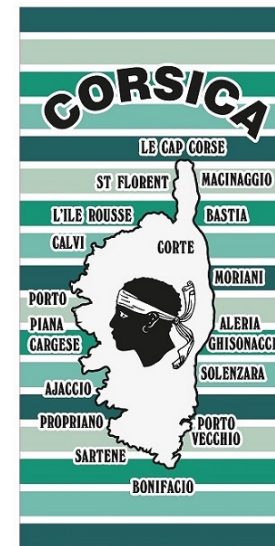 CORSICA
LE CAP CORSE
ST FLORENT
MACINAGGIO
L'ILE ROUSSE
BASTIA
CALVI
CORTE
MORIANI
PORTO
PIANA
CARGESE
ALERIA
GHISONACCI
SOLENZARA
AJACCIO
PROPRIANO
PORTO
VECCHIO
SARTENE
BONIFACIO